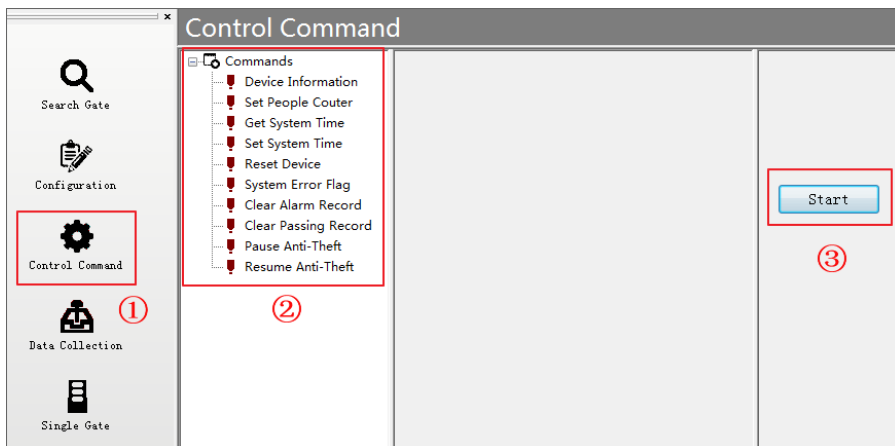 ×
Control Command
Search Gate
Configuration
Control Command
①
Data Collection
Single Gate
Commands
Device Information
Set People Couter
Get System Time
Set System Time
Reset Device
System Error Flag
Clear Alarm Record
Clear Passing Record
Pause Anti-Theft
Resume Anti-Theft
②
Start
③